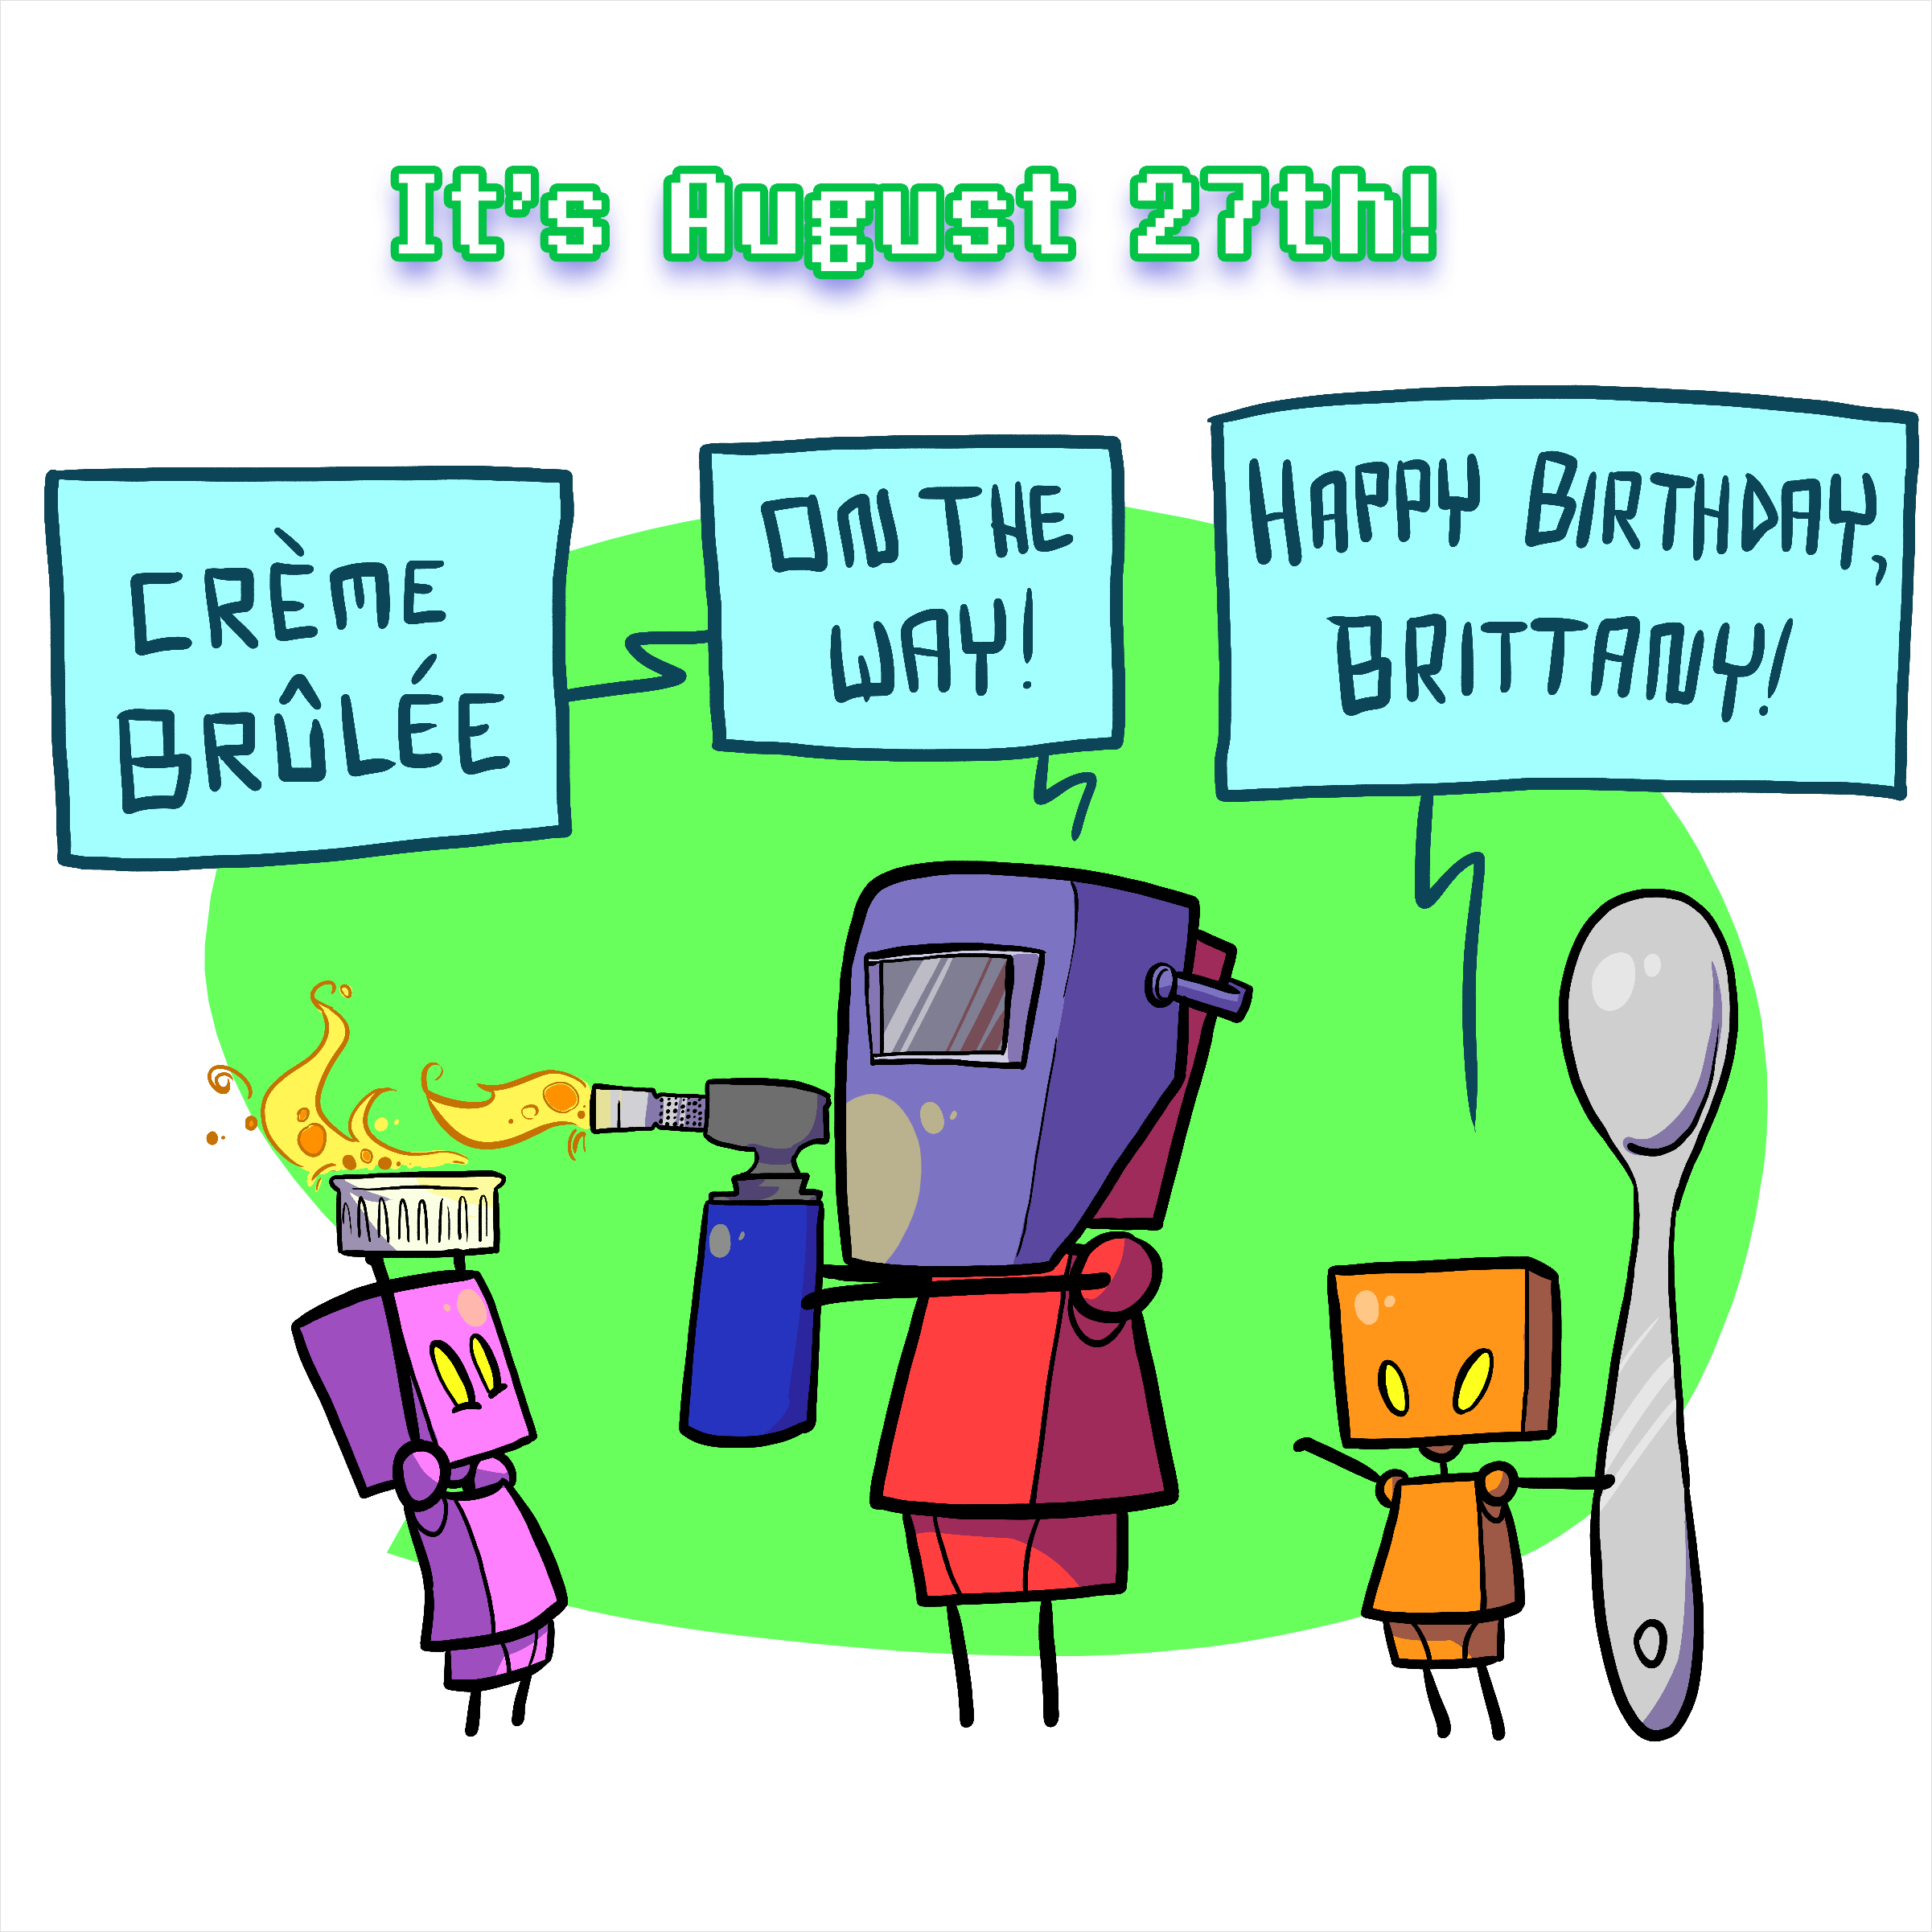 It's August 27th!
CRÈME
BRÛLÉE
ON THE
WAY!
HAPPY BIRTHDAY,
BRITTANY!